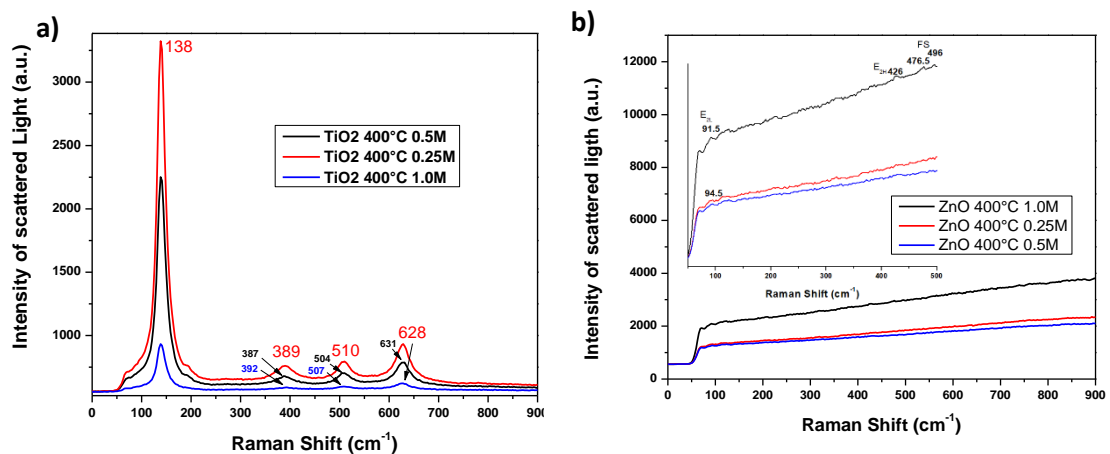 a)
138
3000
2500
2000
1500
1000
Intensity of scattered Light (a.u.)
TiO2 400°C 0.5M
TiO2 400°C 0.25M
TiO2 400°C 1.0M
387
392
389
504
507
510
631
628
0 100 200 300 400 500 600 700 800 900
Raman Shift (cm-1)
b)
12000
10000
8000
6000
4000
2000
0
Intensity of scattered ligth (a.u.)
FS
496
476.5
E2H 426
E2L
91.5
94.5
100 200 300 400 500
Raman Shift (cm-1)
ZnO 400°C 1.0M
ZnO 400°C 0.25M
ZnO 400°C 0.5M
0 100 200 300 400 500 600 700 800 900
Raman Shift (cm-1)